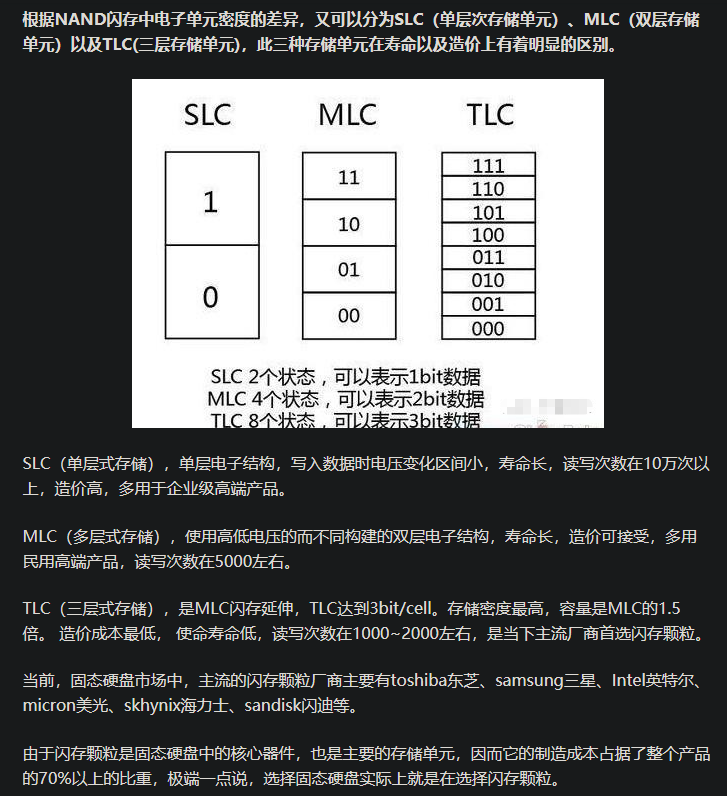 根据NAND闪存中电子单元密度的差异，又可以分为SLC（单层次存储单元）、MLC（双层存储
单元）以及TLC(三层存储单元)，此三种存储单元在寿命以及造价上有着明显的区别。
SLC
MLC
TLC
1
0
11
10
01
00
111
110
101
100
011
010
001
000
SLC 2个状态，可以表示1bit数据
MLC 4个状态，可以表示2bit数据
TLC 8个状态，可以表示3bit数据
SLC（单层式存储），单层电子结构，写入数据时电压变化区间小，寿命长，读写次数在10万次以
上，造价高，多用于企业级高端产品。
MLC（多层式存储），使用高低电压的而不同构建的双层电子结构，寿命长，造价可接受，多用
民用高端产品，读写次数在5000左右。
TLC（三层式存储），是MLC闪存延伸，TLC达到3bit/cell。存储密度最高，容量是MLC的1.5
倍。 造价成本最低， 使命寿命低，读写次数在1000~2000左右，是当下主流厂商首选闪存颗粒。
当前，固态硬盘市场中，主流的闪存颗粒厂商主要有toshiba东芝、samsung三星、Intel英特尔、
micron美光、skhynix海力士、sandisk闪迪等。
由于闪存颗粒是固态硬盘中的核心器件，也是主要的存储单元，因而它的制造成本占据了整个产品
的70%以上的比重，极端一点说，选择固态硬盘实际上就是在选择闪存颗粒。